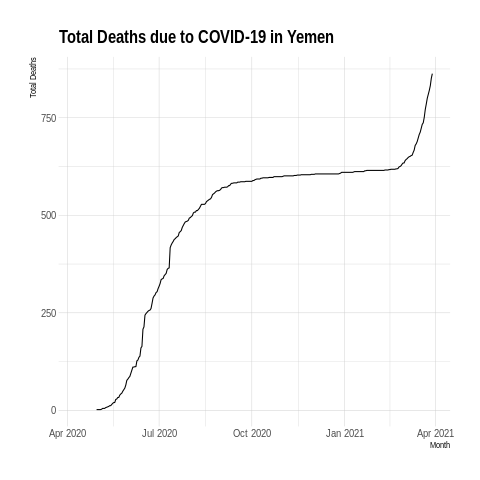 Total Deaths due to COVID-19 in Yemen
Total Deaths
750
500
250
0
Apr 2020 Jul 2020 Oct 2020 Jan 2021 Apr 2021
Month